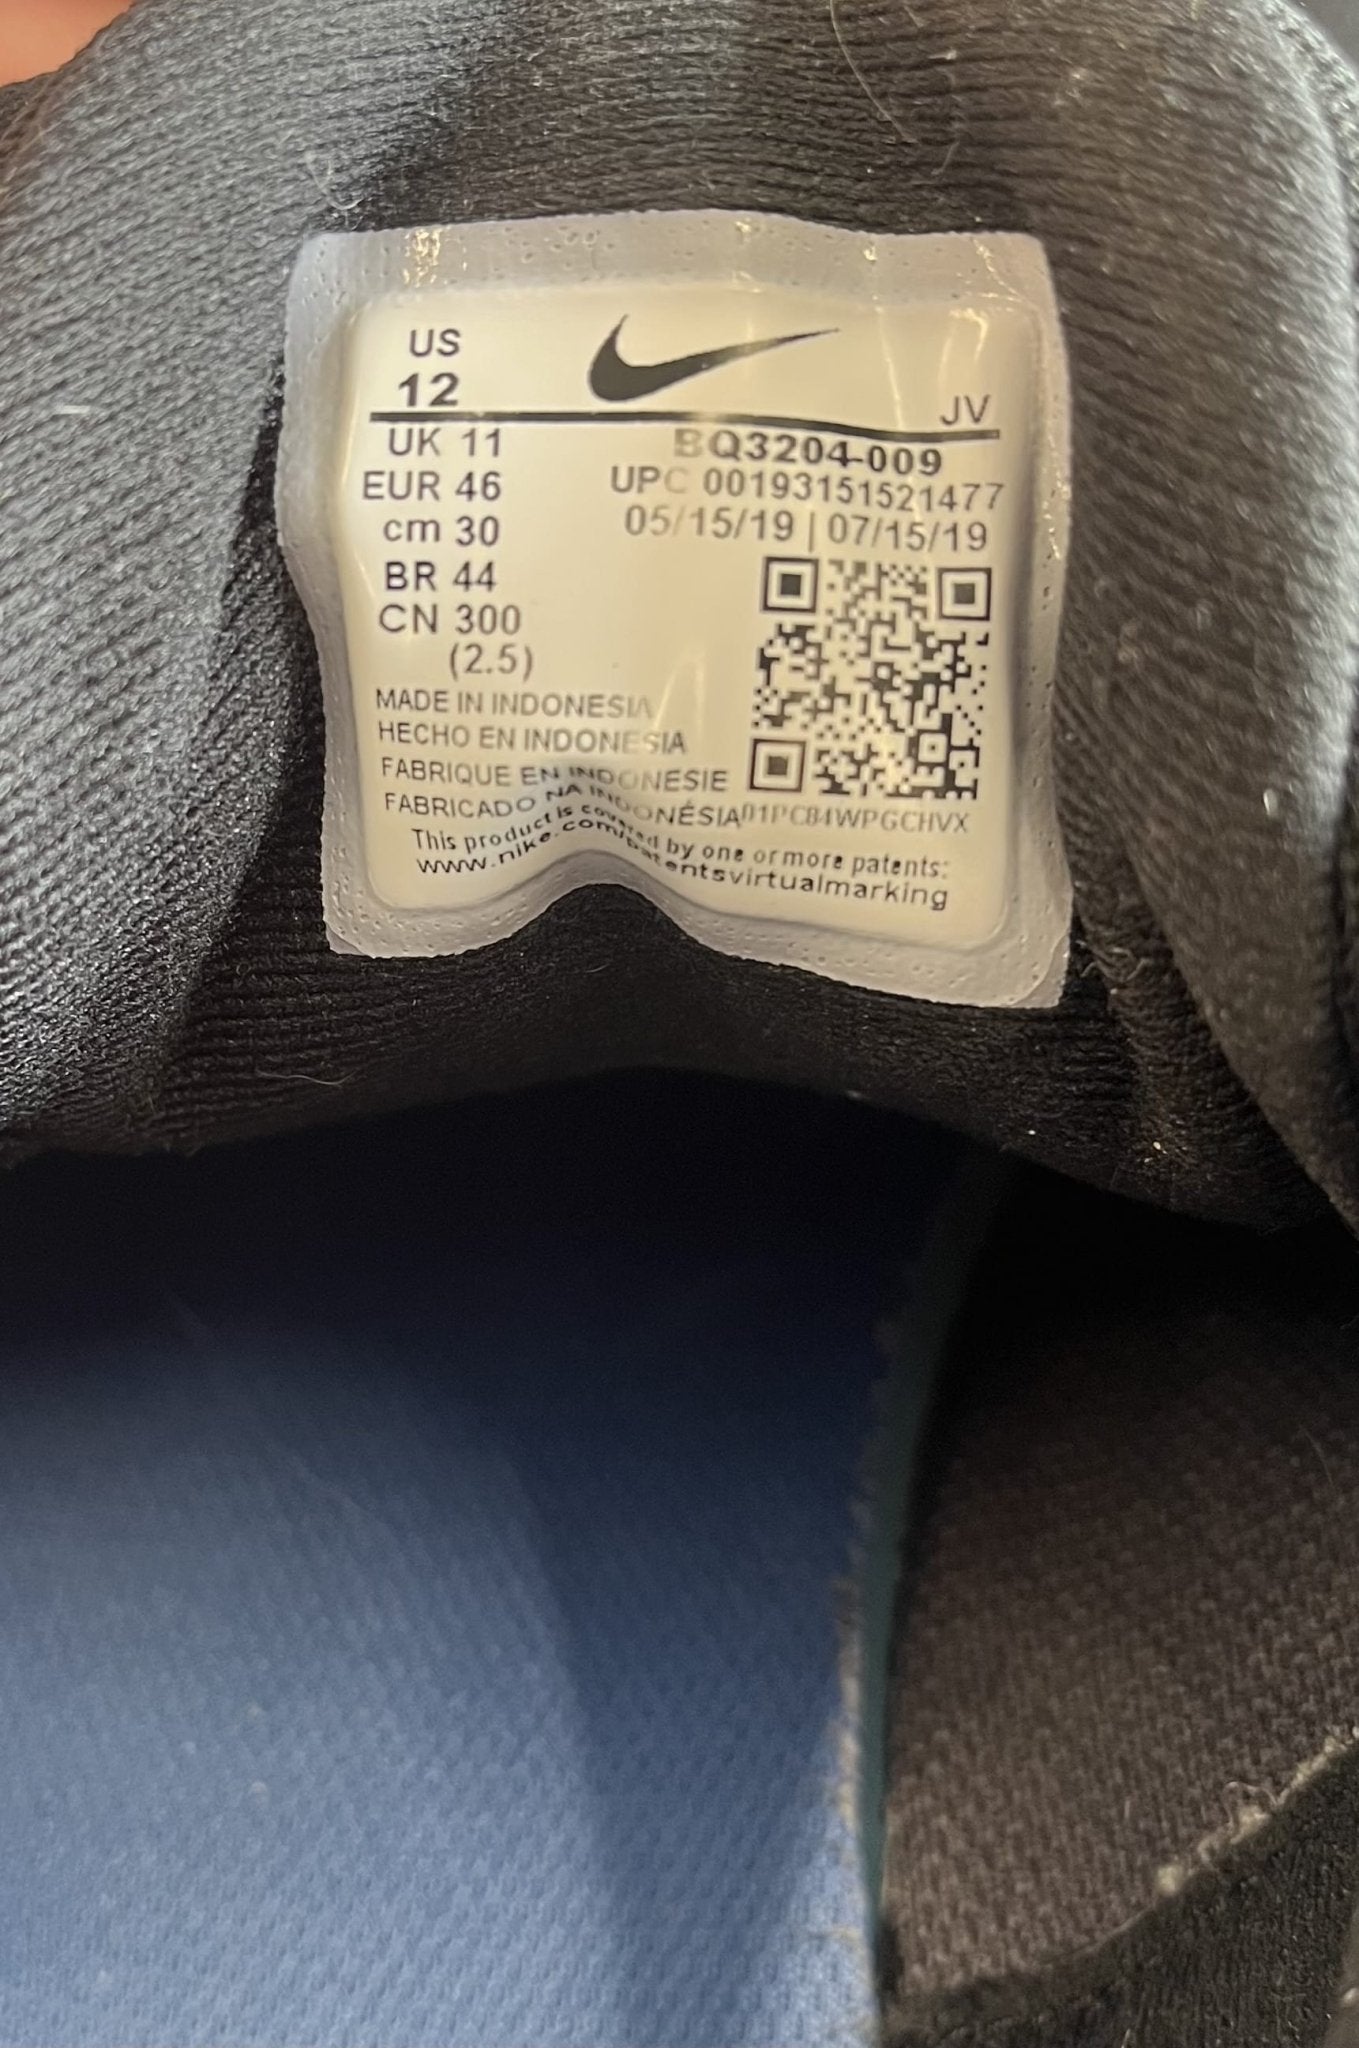 US
12
JV
UK 11
BQ3204-009
EUR 46
UPC 00193151521477
cm 30
05/15/19 | 07/15/19
BR 44
CN 300
(2.5)
MADE IN INDONESIA
HECHO EN INDONESIA
FABRIQUE EN INDONESIE
FABRICADO NA INDONÉSIA
01PC84WPGCHVX
This product is covered by one or more patents:
www.nike.com/patentsvirtualmarking